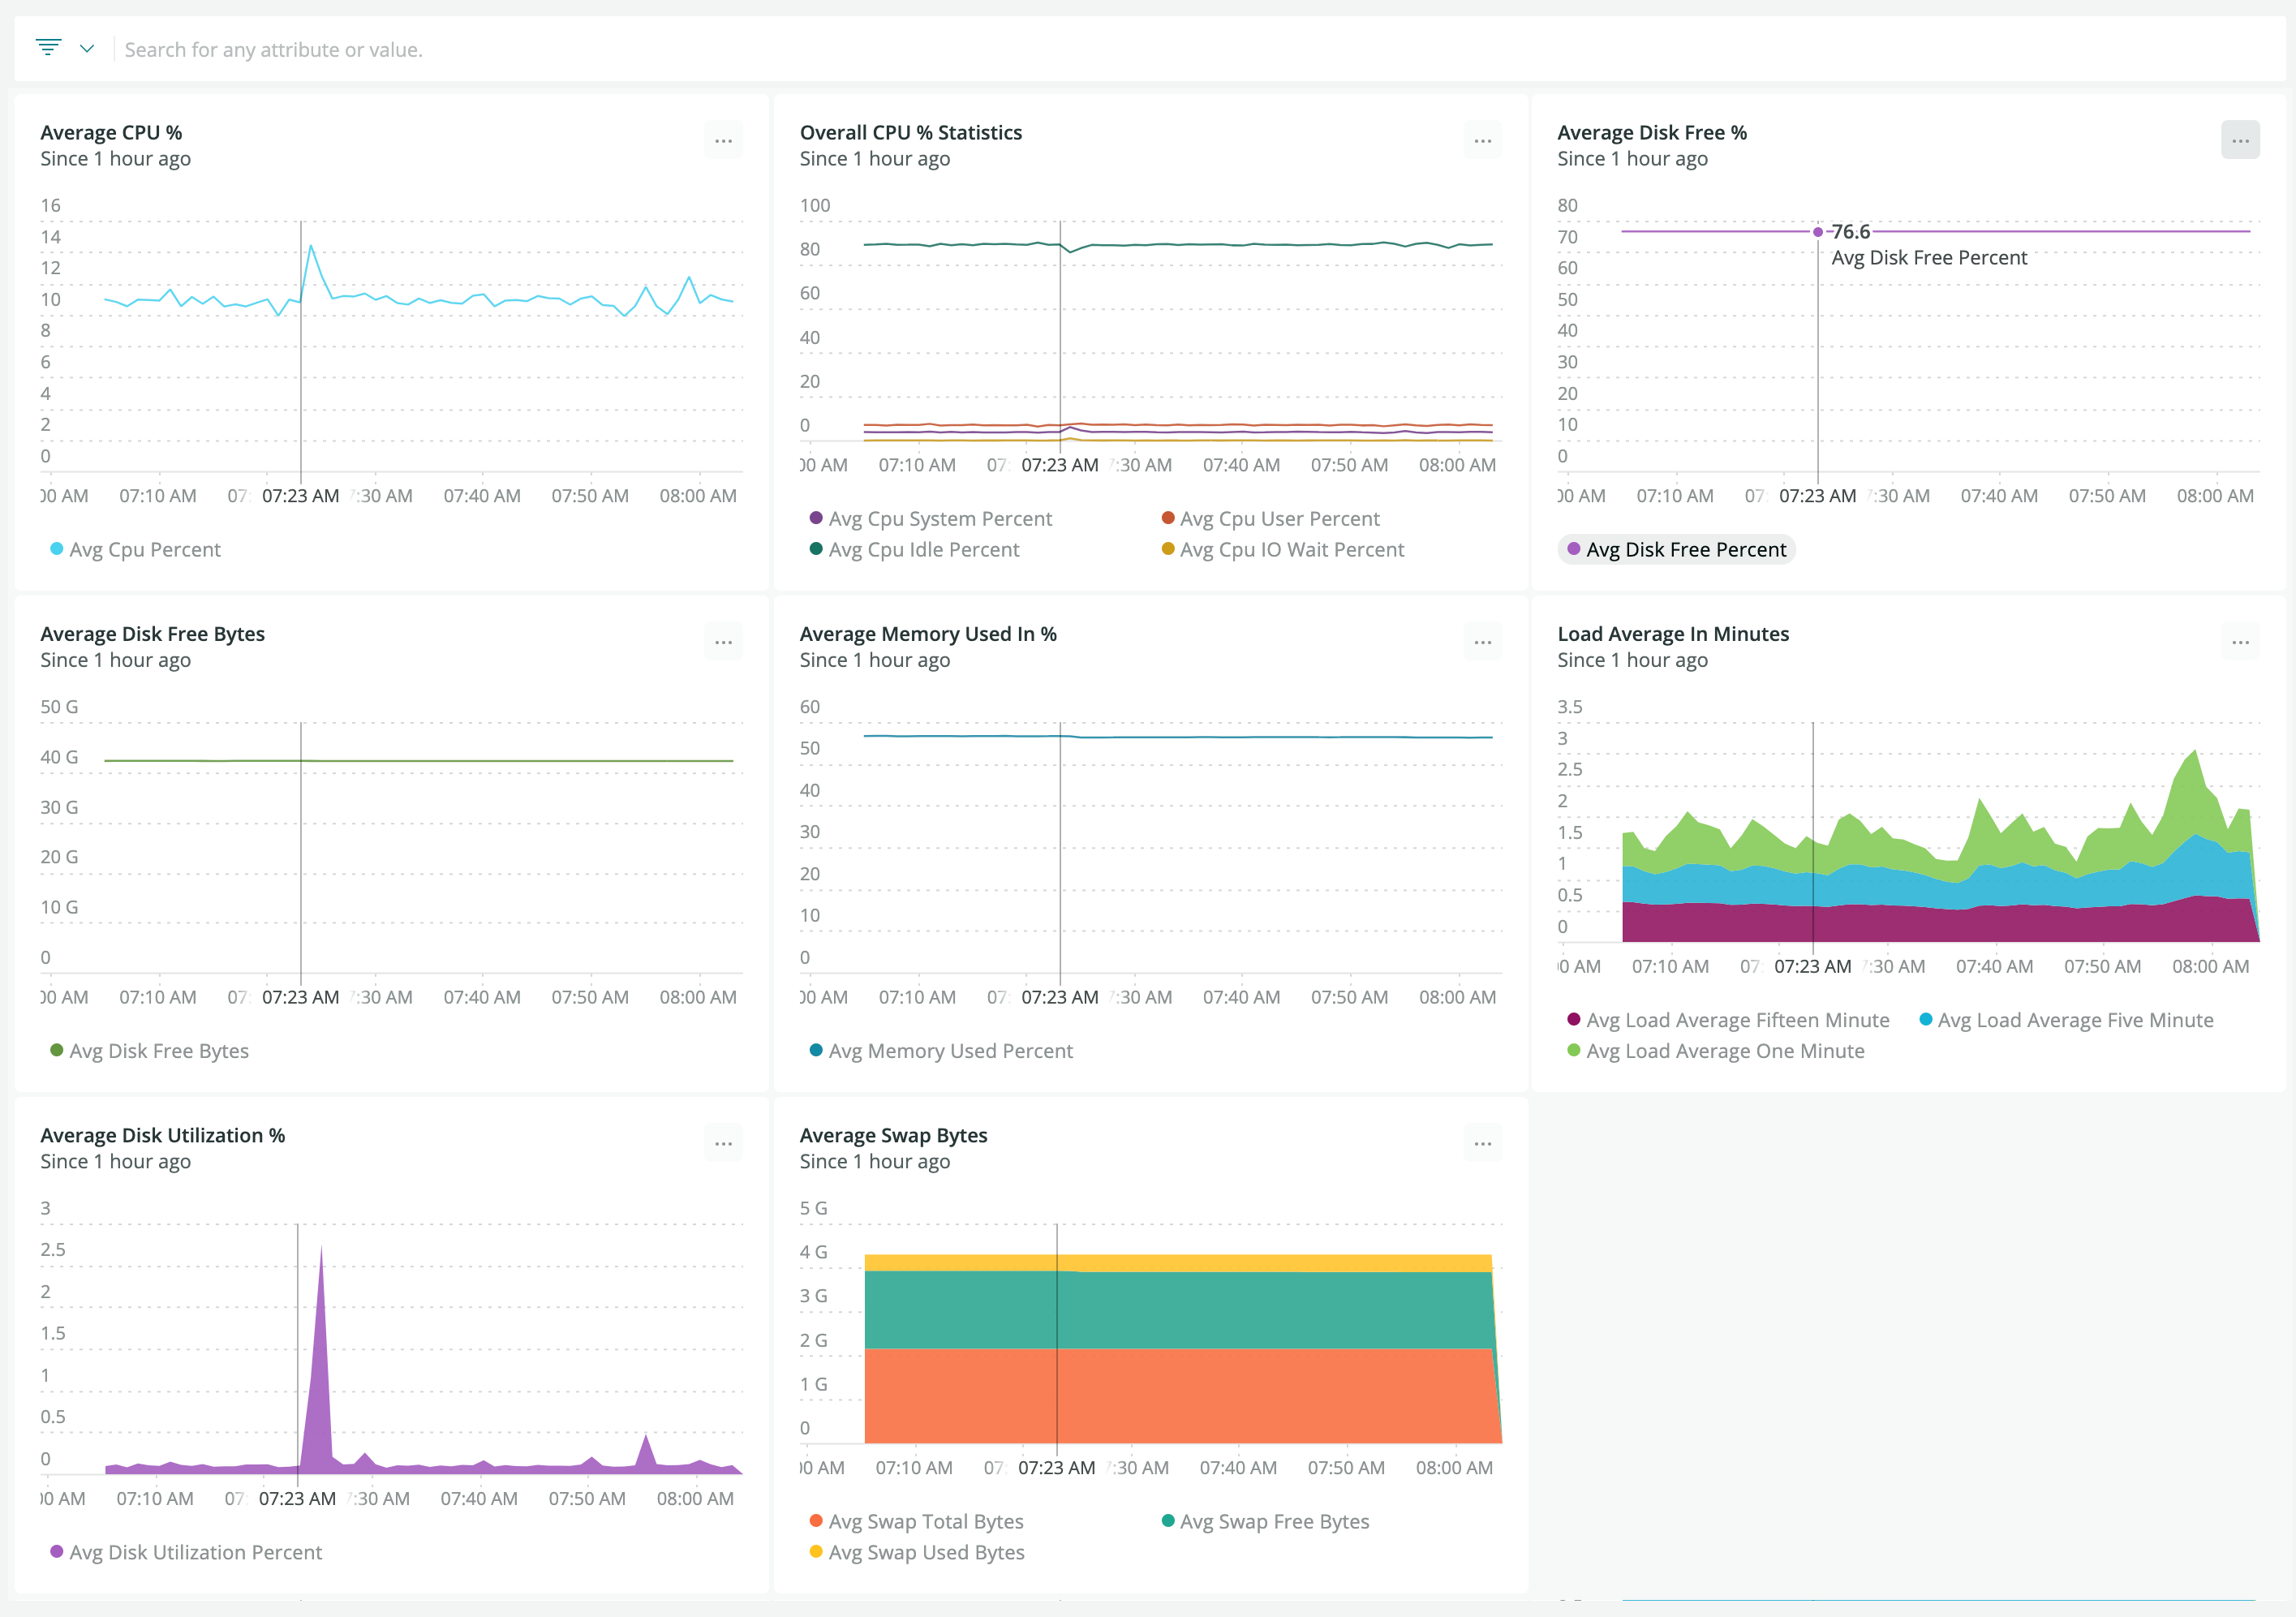 Search for any attribute or value.
Average CPU %
Since 1 hour ago
16
14
12
10
8
6
4
2
0
00 AM 07:10 AM 07: 07:23 AM 7:30 AM 07:40 AM 07:50 AM 08:00 AM
Avg Cpu Percent
Overall CPU % Statistics
Since 1 hour ago
100
80
60
40
20
0
00 AM 07:10 AM 07: 07:23 AM 7:30 AM 07:40 AM 07:50 AM 08:00 AM
Avg Cpu System Percent Avg Cpu User Percent
Avg Cpu Idle Percent Avg Cpu IO Wait Percent
Average Disk Free %
Since 1 hour ago
80
70
60
50
40
30
20
10
0
76.6
Avg Disk Free Percent
00 AM 07:10 AM 07: 07:23 AM 7:30 AM 07:40 AM 07:50 AM 08:00 AM
Avg Disk Free Percent
Average Disk Free Bytes
Since 1 hour ago
50 G
40 G
30 G
20 G
10 G
0
00 AM 07:10 AM 07: 07:23 AM 7:30 AM 07:40 AM 07:50 AM 08:00 AM
Avg Disk Free Bytes
Average Memory Used In %
Since 1 hour ago
60
50
40
30
20
10
0
00 AM 07:10 AM 07: 07:23 AM 7:30 AM 07:40 AM 07:50 AM 08:00 AM
Avg Memory Used Percent
Load Average In Minutes
Since 1 hour ago
3.5
3
2.5
2
1.5
1
0.5
0
0 AM 07:10 AM 07: 07:23 AM 7:30 AM 07:40 AM 07:50 AM 08:00 AM
Avg Load Average Fifteen Minute Avg Load Average Five Minute
Avg Load Average One Minute
Average Disk Utilization %
Since 1 hour ago
3
2.5
2
1.5
1
0.5
0
00 AM 07:10 AM 07: 07:23 AM 7:30 AM 07:40 AM 07:50 AM 08:00 AM
Avg Disk Utilization Percent
Average Swap Bytes
Since 1 hour ago
5 G
4 G
3 G
2 G
1 G
0
00 AM 07:10 AM 07: 07:23 AM 7:30 AM 07:40 AM 07:50 AM 08:00 AM
Avg Swap Total Bytes Avg Swap Free Bytes
Avg Swap Used Bytes